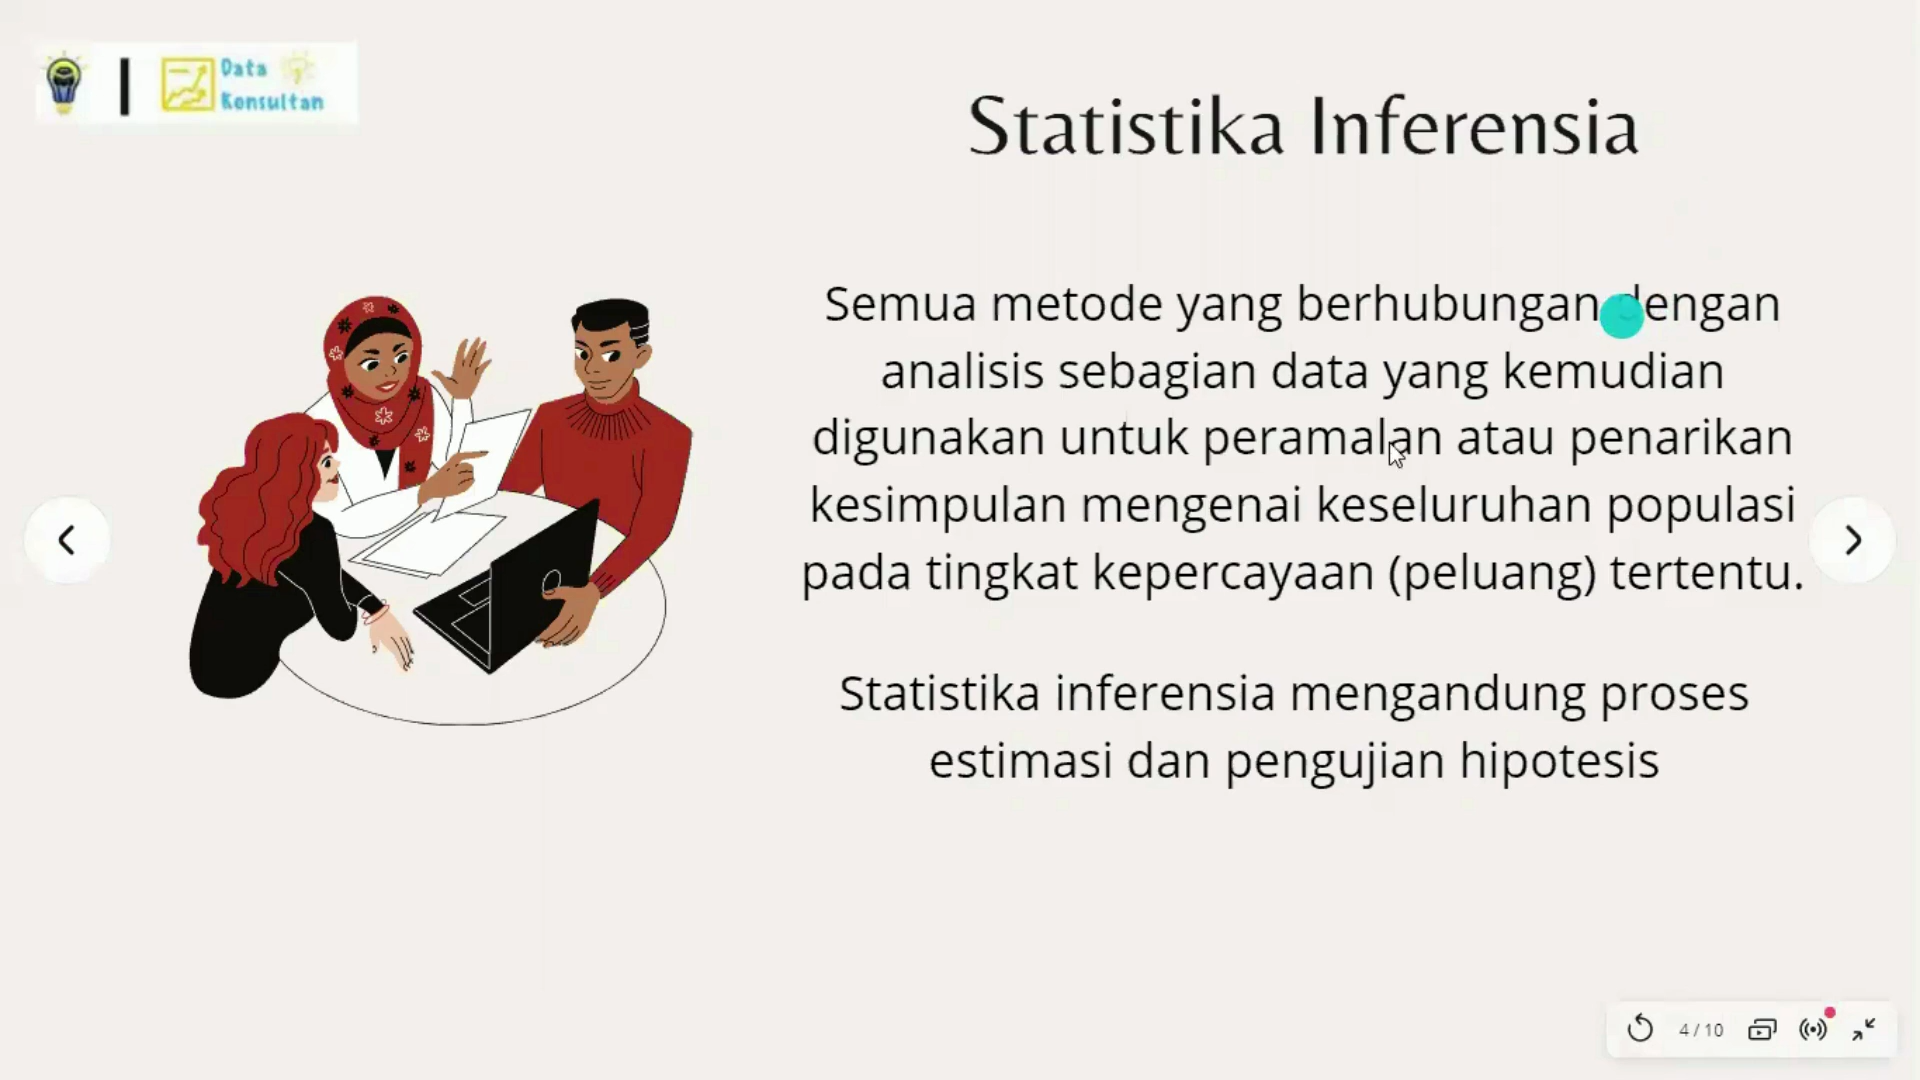 Data
Konsultan
Statistika Inferensia
Semua metode yang berhubungan dengan
analisis sebagian data yang kemudian
digunakan untuk peramalan atau penarikan
kesimpulan mengenai keseluruhan populasi
pada tingkat kepercayaan (peluang) tertentu.
Statistika inferensia mengandung proses
estimasi dan pengujian hipotesis
4/10